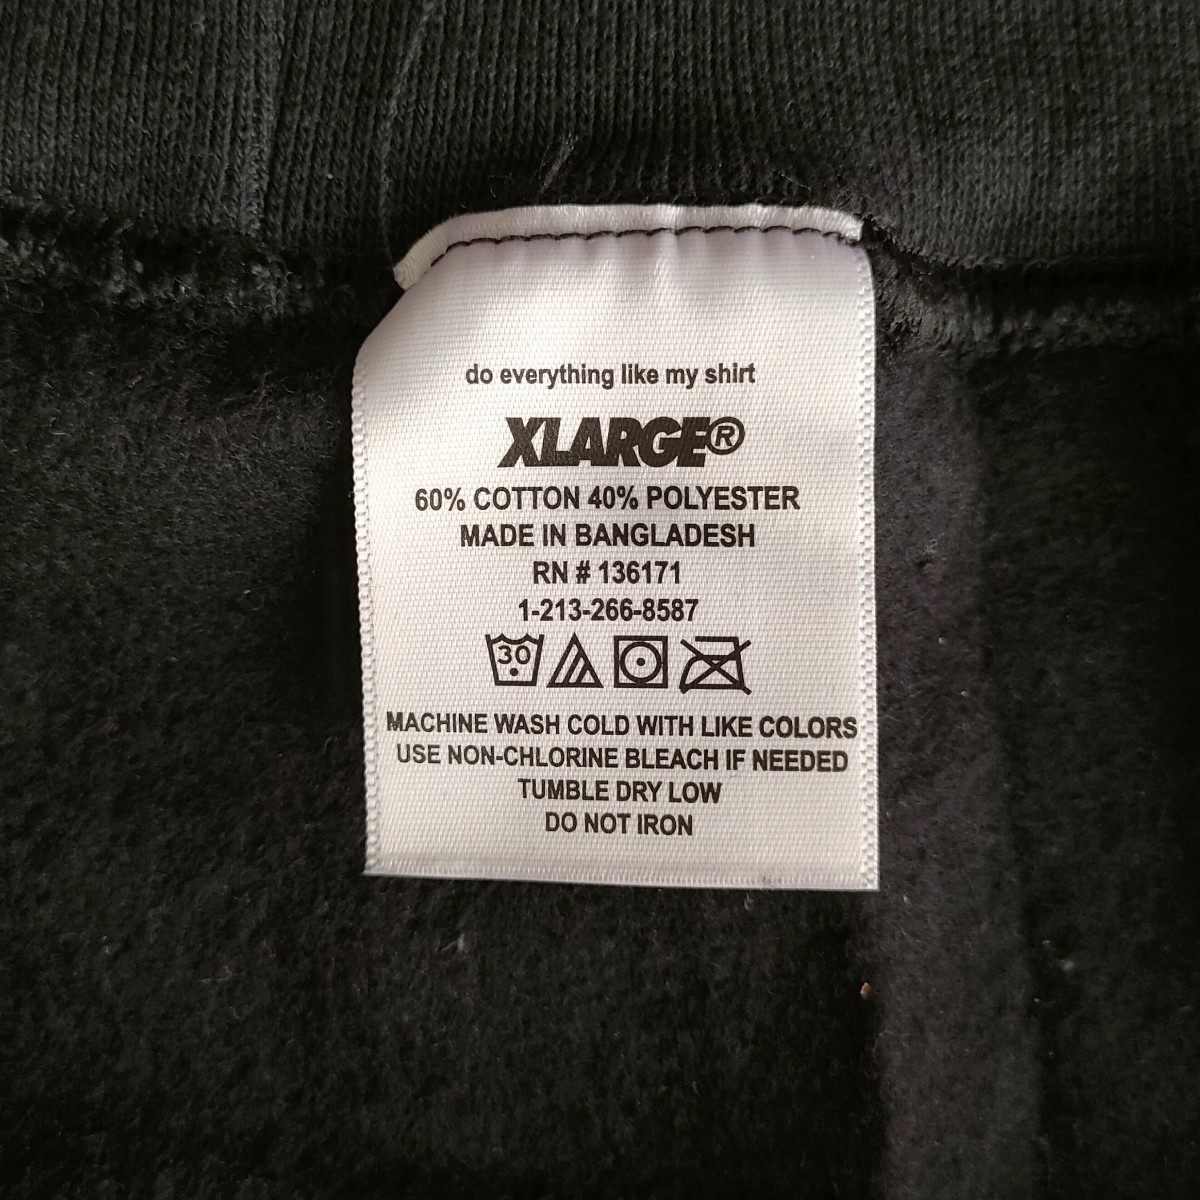 do everything like my shirt
XLARGE®
60% COTTON 40% POLYESTER
MADE IN BANGLADESH
RN # 136171
1-213-266-8587
30
MACHINE WASH COLD WITH LIKE COLORS
USE NON-CHLORINE BLEACH IF NEEDED
TUMBLE DRY LOW
DO NOT IRON